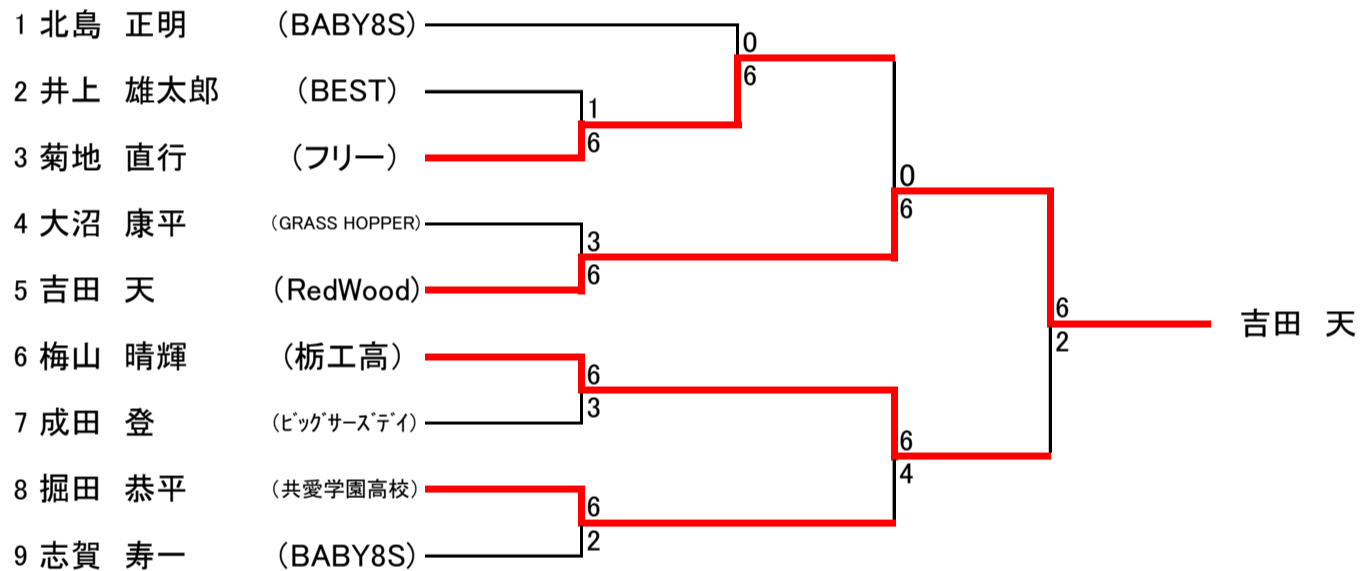 1 北島 正明 (BABY8S)
0
6
2 井上 雄太郎 (BEST)
1
6
3 菊地 直行 (フリー)
0
6
4 大沼 康平 (GRASS HOPPER)
3
6
5 吉田 天 (RedWood)
6
2
吉田 天
6 梅山 晴輝 (栃工高)
6
3
7 成田 登 (ﾋﾞｯｸﾞｻｰｽﾞﾃﾞｲ)
6
4
8 掘田 恭平 (共愛学園高校)
6
2
9 志賀 寿一 (BABY8S)